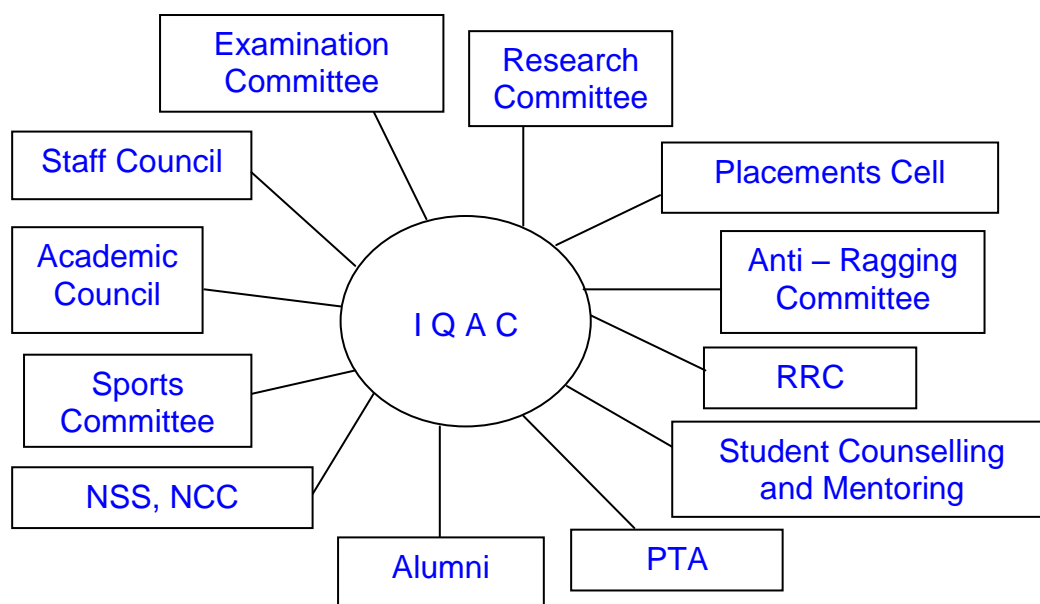 Examination
Committee
Research
Committee
Staff Council
Placements Cell
Academic
Council
Anti – Ragging
Committee
I Q A C
RRC
Sports
Committee
Student Counselling
and Mentoring
NSS, NCC
Alumni
PTA